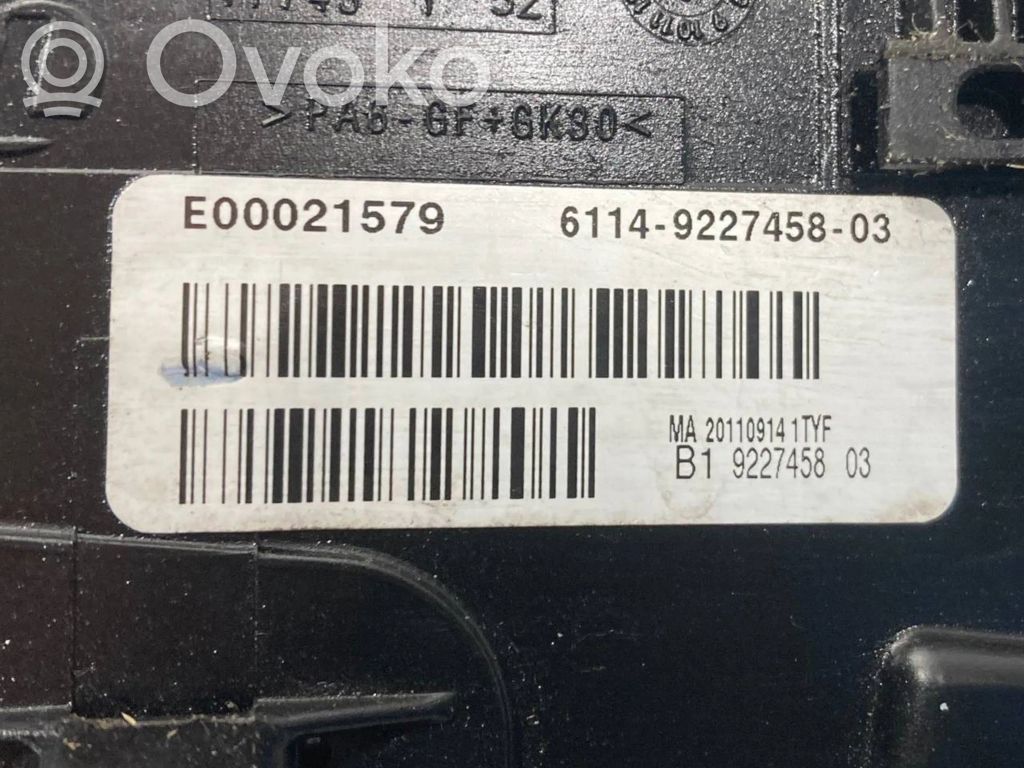 Ovoko
>PA6-GF+GK30<
E00021579 6114-9227458-03
MA 20110914 1TYF
B1 9227458 03